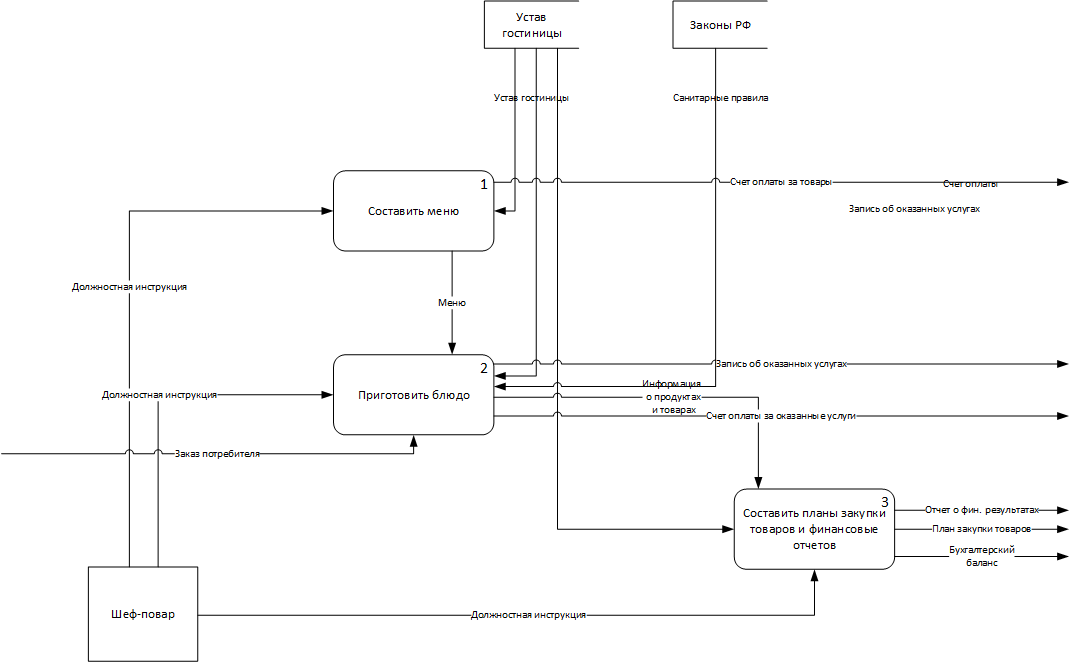 Устав
гостиницы
Законы РФ
Устав гостиницы
Санитарные правила
1
Составить меню
Счет оплаты за товары
Счет оплаты
Запись об оказанных услугах
Должностная инструкция
Меню
2
Приготовить блюдо
Запись об оказанных услугах
Информация
о продуктах
и товарах
Должностная инструкция
Счет оплаты за оказанные услуги
Заказ потребителя
3
Составить планы закупки
товаров и финансовые
отчетов
Отчет о фин. результатах
План закупки товаров
Бухгалтерский
баланс
Шеф-повар
Должностная инструкция